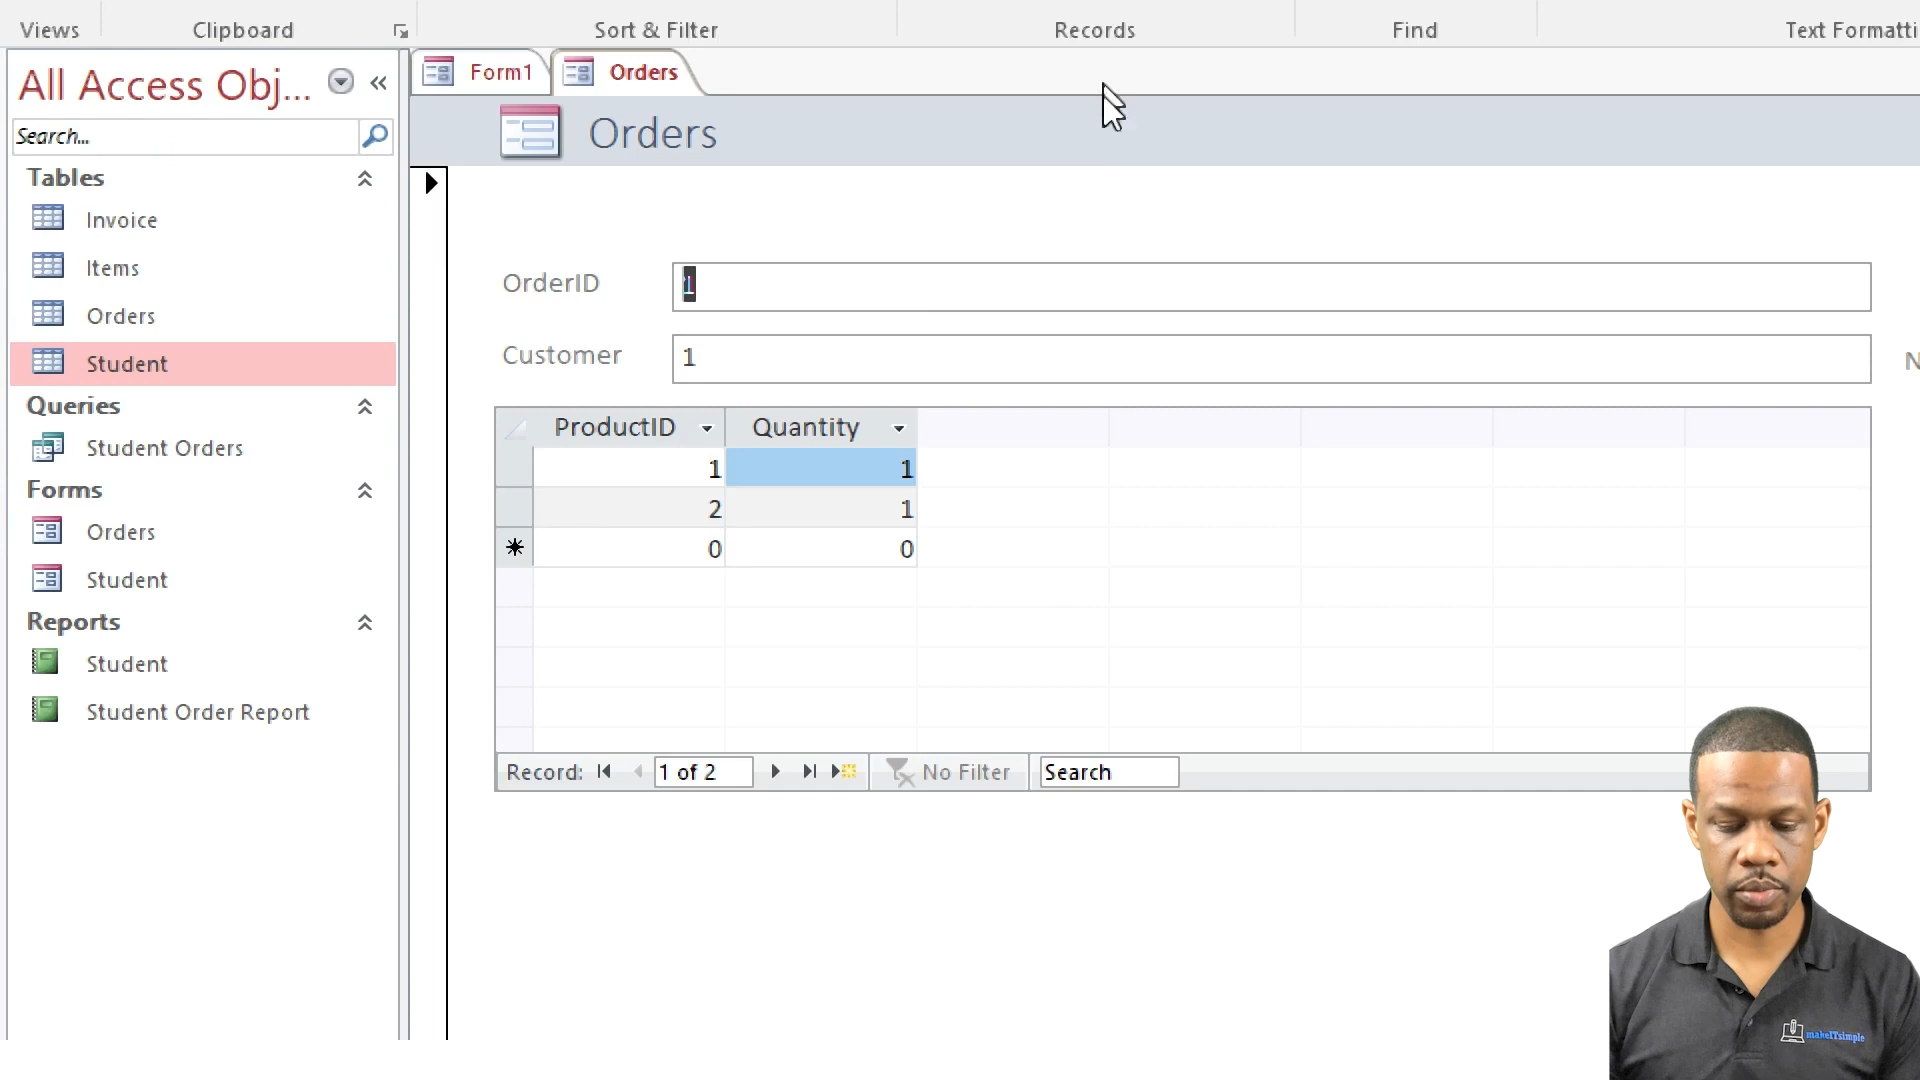 Views
Clipboard
Sort & Filter
Records
Find
Text Formatti
All Access Obj...
Search...
Tables
Invoice
Items
Orders
Student
Queries
Student Orders
Forms
Orders
Student
Reports
Student
Student Order Report
Form1
Orders
Orders
OrderID
1
Customer
1
N
ProductID Quantity
1 1
2 1
0 0
Record: 1 of 2 No Filter Search
makeITsimple